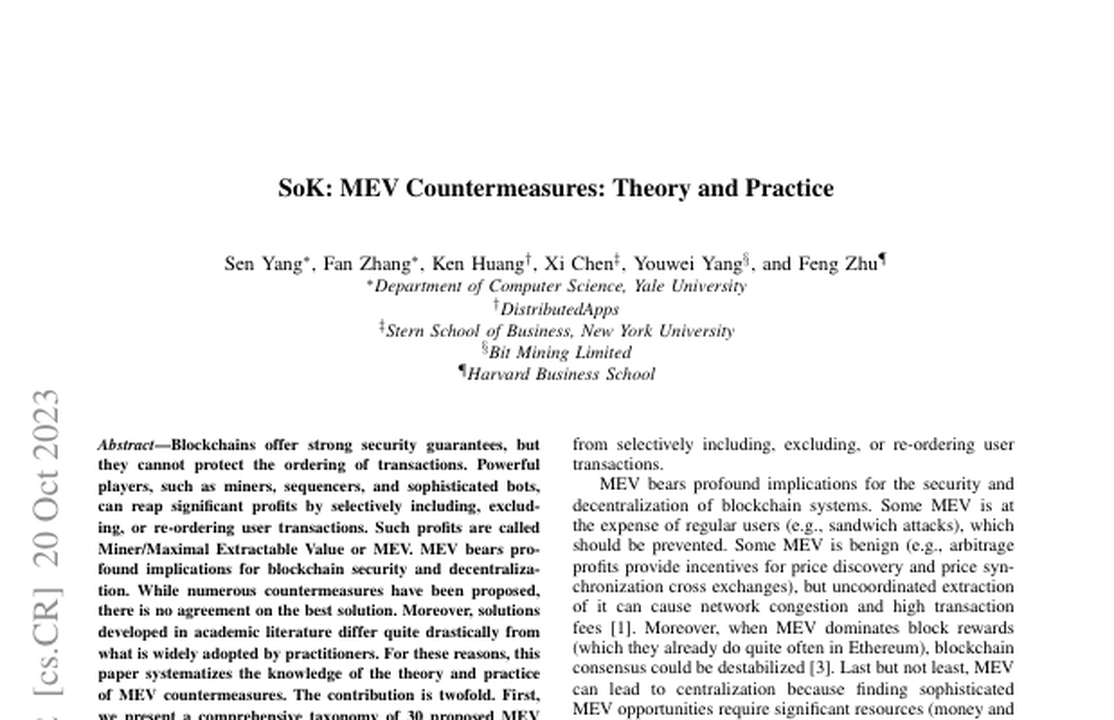 SoK: MEV Countermeasures: Theory and Practice
Sen Yang*, Fan Zhang*, Ken Huang†, Xi Chen‡, Youwei Yang§, and Feng Zhu¶
*Department of Computer Science, Yale University
†DistributedApps
‡Stern School of Business, New York University
§Bit Mining Limited
¶Harvard Business School
[cs.CR] 20 Oct 2023
Abstract—Blockchains offer strong security guarantees, but
they cannot protect the ordering of transactions. Powerful
players, such as miners, sequencers, and sophisticated bots,
can reap significant profits by selectively including, exclud-
ing, or re-ordering user transactions. Such profits are called
Miner/Maximal Extractable Value or MEV. MEV bears pro-
found implications for blockchain security and decentraliza-
tion. While numerous countermeasures have been proposed,
there is no agreement on the best solution. Moreover, solutions
developed in academic literature differ quite drastically from
what is widely adopted by practitioners. For these reasons, this
paper systematizes the knowledge of the theory and practice
of MEV countermeasures. The contribution is twofold. First,
we present a comprehensive taxonomy of 30 proposed MEV
from selectively including, excluding, or re-ordering user
transactions.
MEV bears profound implications for the security and
decentralization of blockchain systems. Some MEV is at
the expense of regular users (e.g., sandwich attacks), which
should be prevented. Some MEV is benign (e.g., arbitrage
profits provide incentives for price discovery and price syn-
chronization cross exchanges), but uncoordinated extraction
of it can cause network congestion and high transaction
fees [1]. Moreover, when MEV dominates block rewards
(which they already do quite often in Ethereum), blockchain
consensus could be destabilized [3]. Last but not least, MEV
can lead to centralization because finding sophisticated
MEV opportunities require significant resources (money and